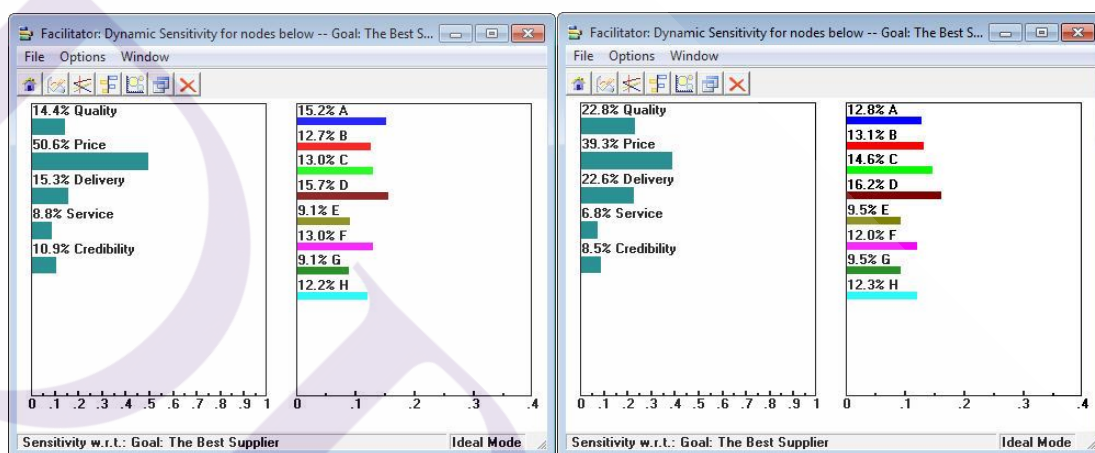 Facilitator: Dynamic Sensitivity for nodes below -- Goal: The Best S...
File Options Window
14.4% Quality
50.6% Price
15.3% Delivery
8.8% Service
10.9% Credibility
0 .1 .2 .3 .4 .5 .6 .7 .8 .9 1
15.2% A
12.7% B
13.0% C
15.7% D
9.1% E
13.0% F
9.1% G
12.2% H
0 .1 .2 .3 .4
Sensitivity w.r.t.: Goal: The Best Supplier Ideal Mode
Facilitator: Dynamic Sensitivity for nodes below -- Goal: The Best S...
File Options Window
22.8% Quality
39.3% Price
22.6% Delivery
6.8% Service
8.5% Credibility
0 .1 .2 .3 .4 .5 .6 .7 .8 .9 1
12.8% A
13.1% B
14.6% C
16.2% D
9.5% E
12.0% F
9.5% G
12.3% H
0 .1 .2 .3 .4
Sensitivity w.r.t.: Goal: The Best Supplier Ideal Mode